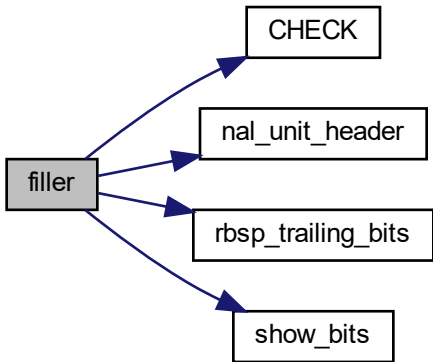 CHECK
nal_unit_header
filler
rbsp_trailing_bits
show_bits